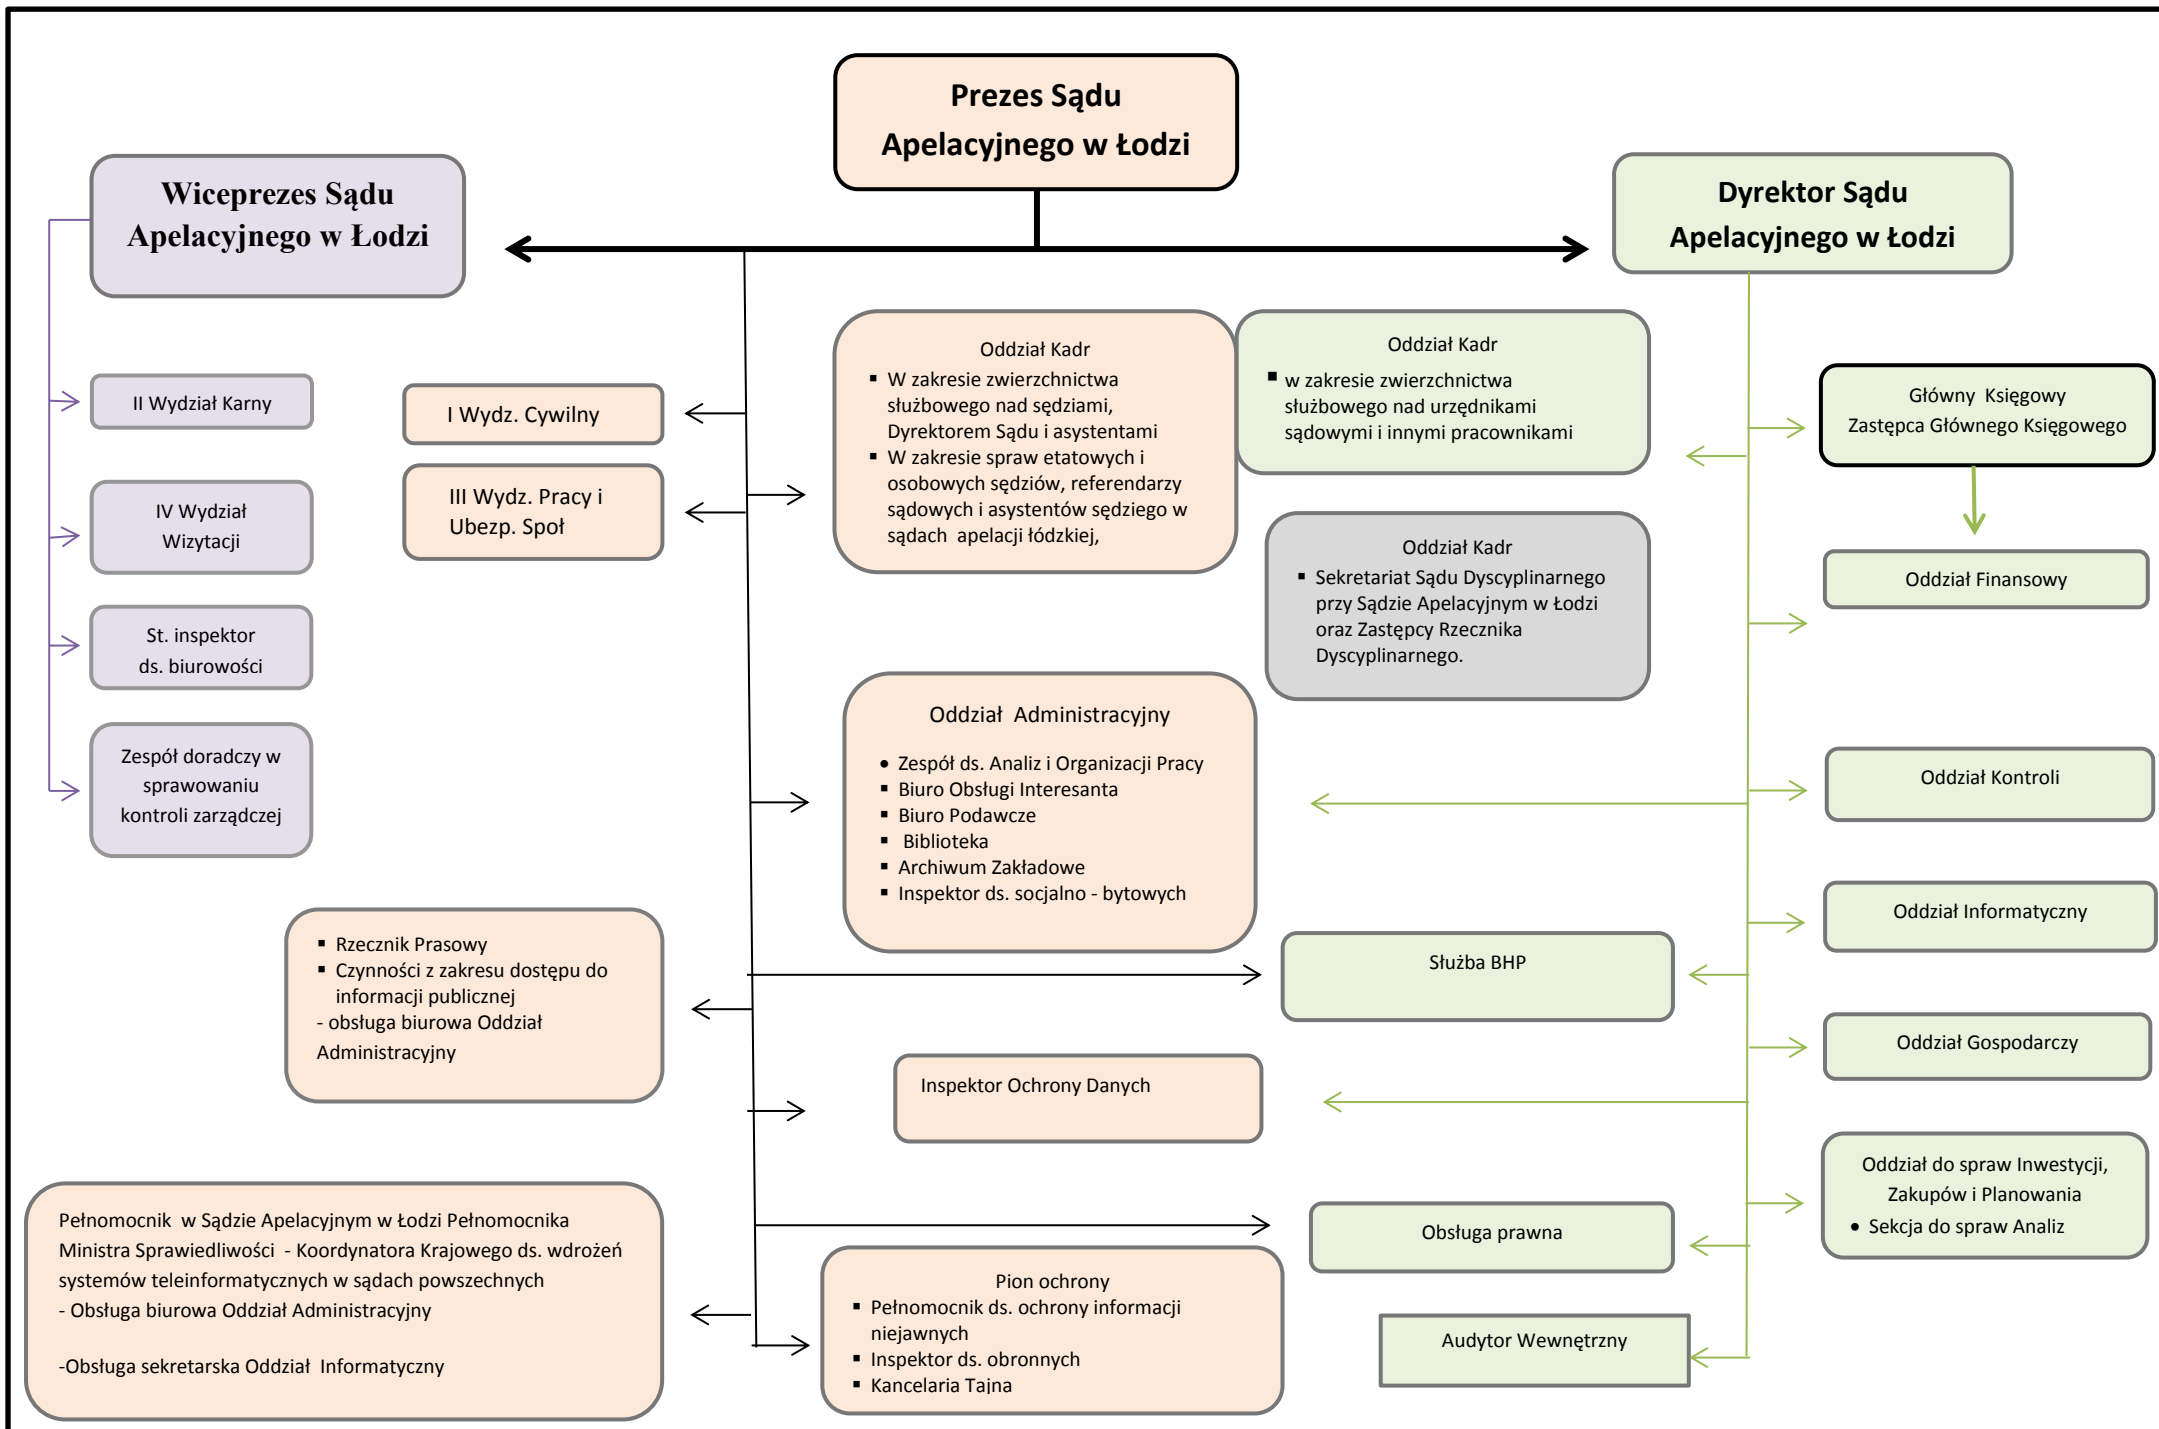 Prezes Sądu
Apelacyjnego w Łodzi
Wiceprezes Sądu
Apelacyjnego w Łodzi
Dyrektor Sądu
Apelacyjnego w Łodzi
II Wydział Karny
IV Wydział
Wizytacji
St. inspektor
ds. biurowości
Zespół doradczy w
sprawowaniu
kontroli zarządczej
I Wydz. Cywilny
III Wydz. Pracy i
Ubezp. Społ
Oddział Kadr
▪ W zakresie zwierzchnictwa
służbowego nad sędziami,
Dyrektorem Sądu i asystentami
▪ W zakresie spraw etatowych i
osobowych sędziów, referendarzy
sądowych i asystentów sędziego w
sądach apelacji łódzkiej,
Oddział Kadr
▪ w zakresie zwierzchnictwa
służbowego nad urzędnikami
sądowymi i innymi pracownikami
Oddział Kadr
▪ Sekretariat Sądu Dyscyplinarnego
przy Sądzie Apelacyjnym w Łodzi
oraz Zastępcy Rzecznika
Dyscyplinarnego.
Główny Księgowy
Zastępca Głównego Księgowego
Oddział Finansowy
Oddział Administracyjny
• Zespół ds. Analiz i Organizacji Pracy
▪ Biuro Obsługi Interesanta
▪ Biuro Podawcze
▪ Biblioteka
▪ Archiwum Zakładowe
▪ Inspektor ds. socjalno - bytowych
Oddział Kontroli
Oddział Informatyczny
▪ Rzecznik Prasowy
▪ Czynności z zakresu dostępu do
informacji publicznej
- obsługa biurowa Oddział
Administracyjny
Służba BHP
Oddział Gospodarczy
Inspektor Ochrony Danych
Oddział do spraw Inwestycji,
Zakupów i Planowania
• Sekcja do spraw Analiz
Pełnomocnik w Sądzie Apelacyjnym w Łodzi Pełnomocnika
Ministra Sprawiedliwości - Koordynatora Krajowego ds. wdrożeń
systemów teleinformatycznych w sądach powszechnych
- Obsługa biurowa Oddział Administracyjny
-Obsługa sekretarska Oddział Informatyczny
Obsługa prawna
Pion ochrony
▪ Pełnomocnik ds. ochrony informacji
niejawnych
▪ Inspektor ds. obronnych
▪ Kancelaria Tajna
Audytor Wewnętrzny